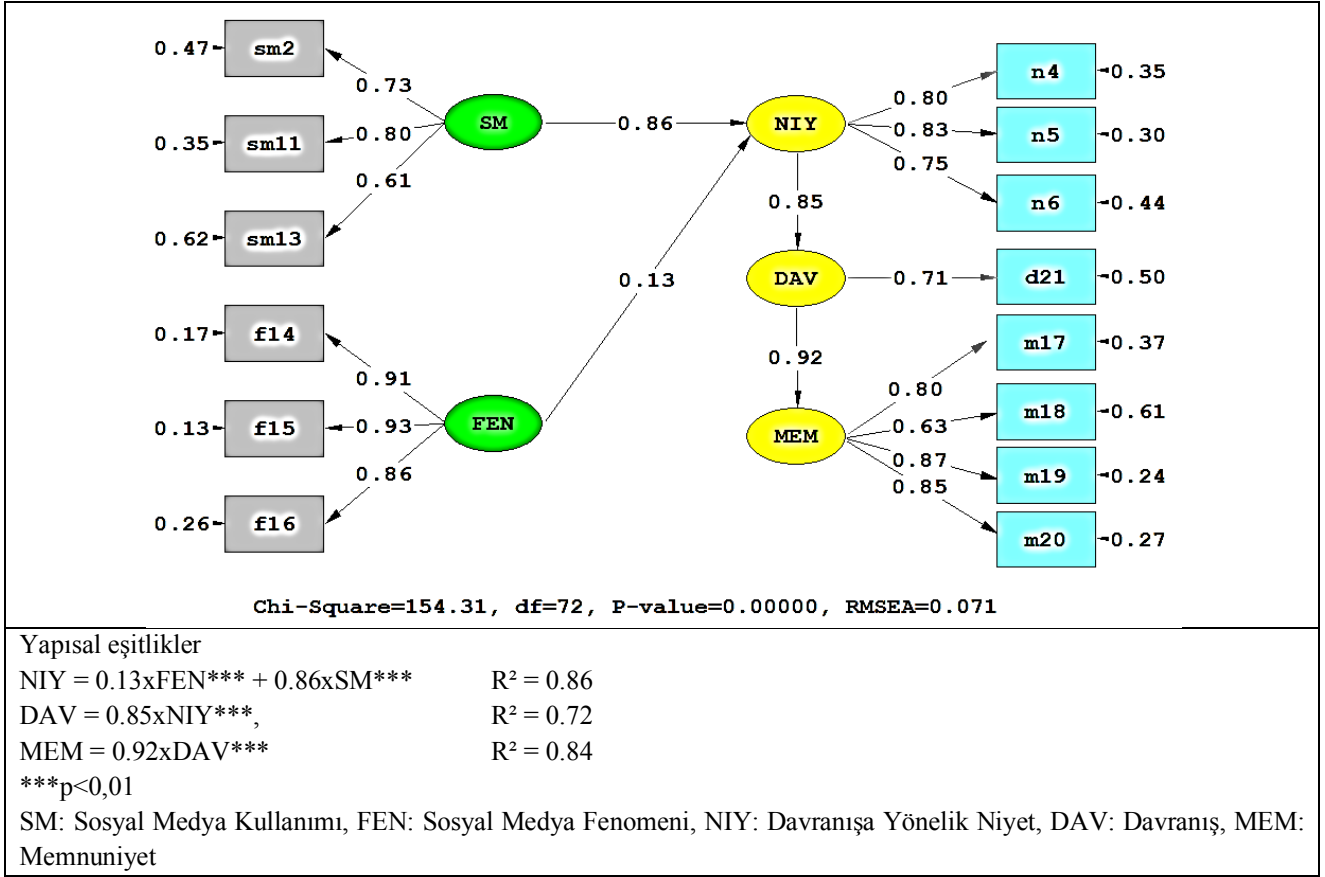 0.47 sm2
0.73
0.35 sm11 0.80
0.61
0.62 sm13
SM 0.86 NIY
0.17 f14
0.91
0.13 f15 0.93 FEN
0.86
0.26 f16
0.13
0.85
DAV 0.71 d21 0.50
0.92
MEM
0.80 n4 0.35
0.83 n5 0.30
0.75 n6 0.44
0.80 m17 0.37
0.63 m18 0.61
0.87 m19 0.24
0.85 m20 0.27
Chi-Square=154.31, df=72, P-value=0.00000, RMSEA=0.071
Yapısal eşitlikler
NIY = 0.13xFEN*** + 0.86xSM*** R² = 0.86
DAV = 0.85xNIY***, R² = 0.72
MEM = 0.92xDAV*** R² = 0.84
***p<0,01
SM: Sosyal Medya Kullanımı, FEN: Sosyal Medya Fenomeni, NIY: Davranışa Yönelik Niyet, DAV: Davranış, MEM:
Memnuniyet